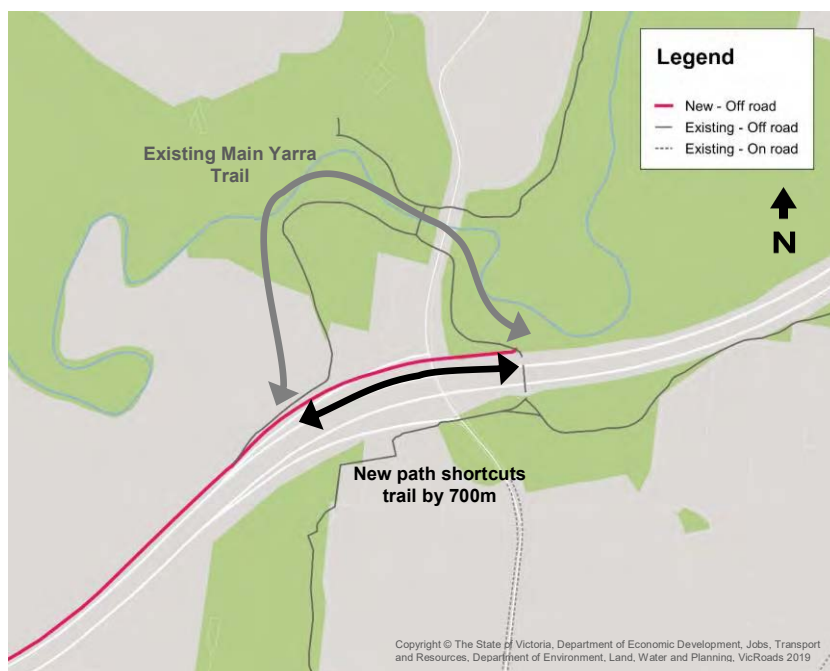 Legend
New - Off road
Existing - Off road
Existing - On road
Existing Main Yarra
Trail
N
New path shortcuts
trail by 700m
Copyright © The State of Victoria, Department of Economic Development, Jobs, Transport
and Resources, Department of Environment, Land, Water and Planning, VicRoads 2019